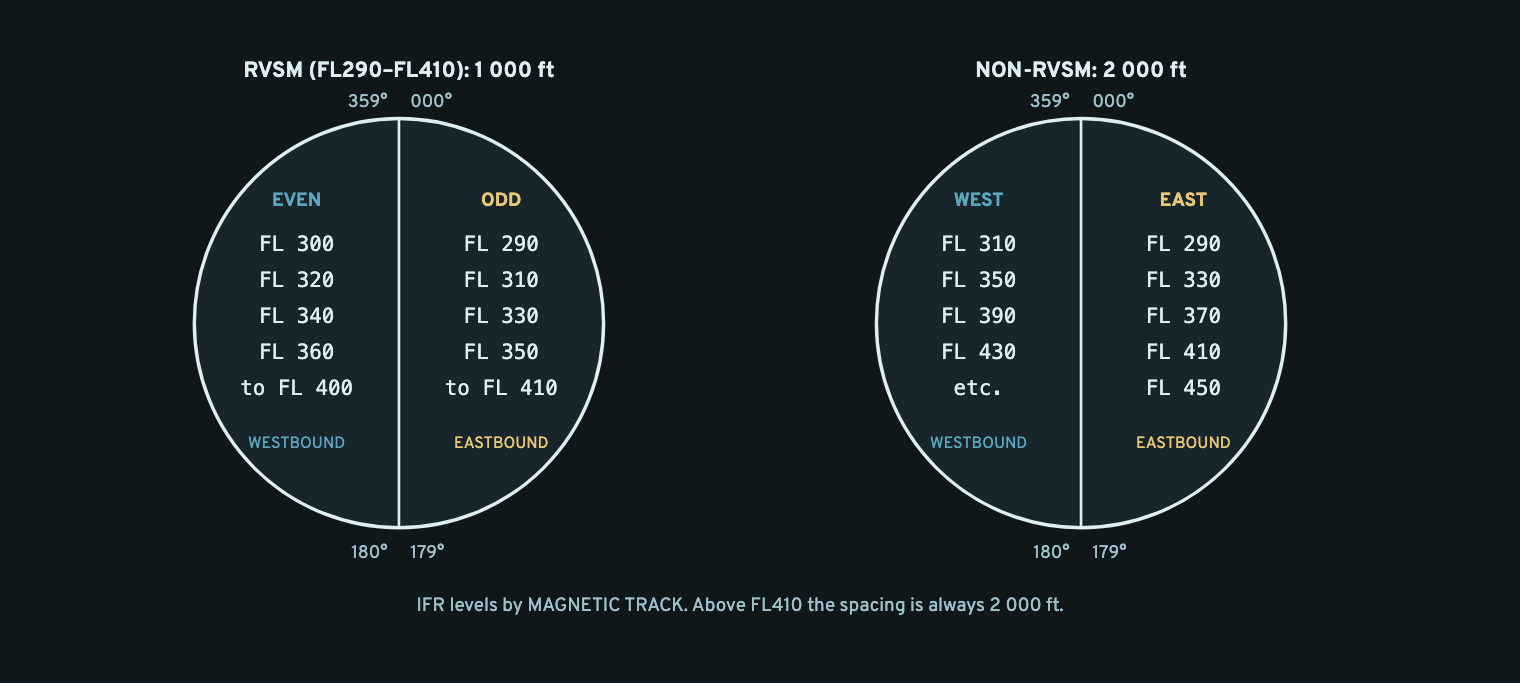 RVSM (FL290–FL410): 1 000 ft
359° 000°
EVEN
FL 300
FL 320
FL 340
FL 360
to FL 400
WESTBOUND
ODD
FL 290
FL 310
FL 330
FL 350
to FL 410
EASTBOUND
180° 179°
NON-RVSM: 2 000 ft
359° 000°
WEST
FL 310
FL 350
FL 390
FL 430
etc.
WESTBOUND
EAST
FL 290
FL 330
FL 370
FL 410
FL 450
EASTBOUND
180° 179°
IFR levels by MAGNETIC TRACK. Above FL410 the spacing is always 2 000 ft.